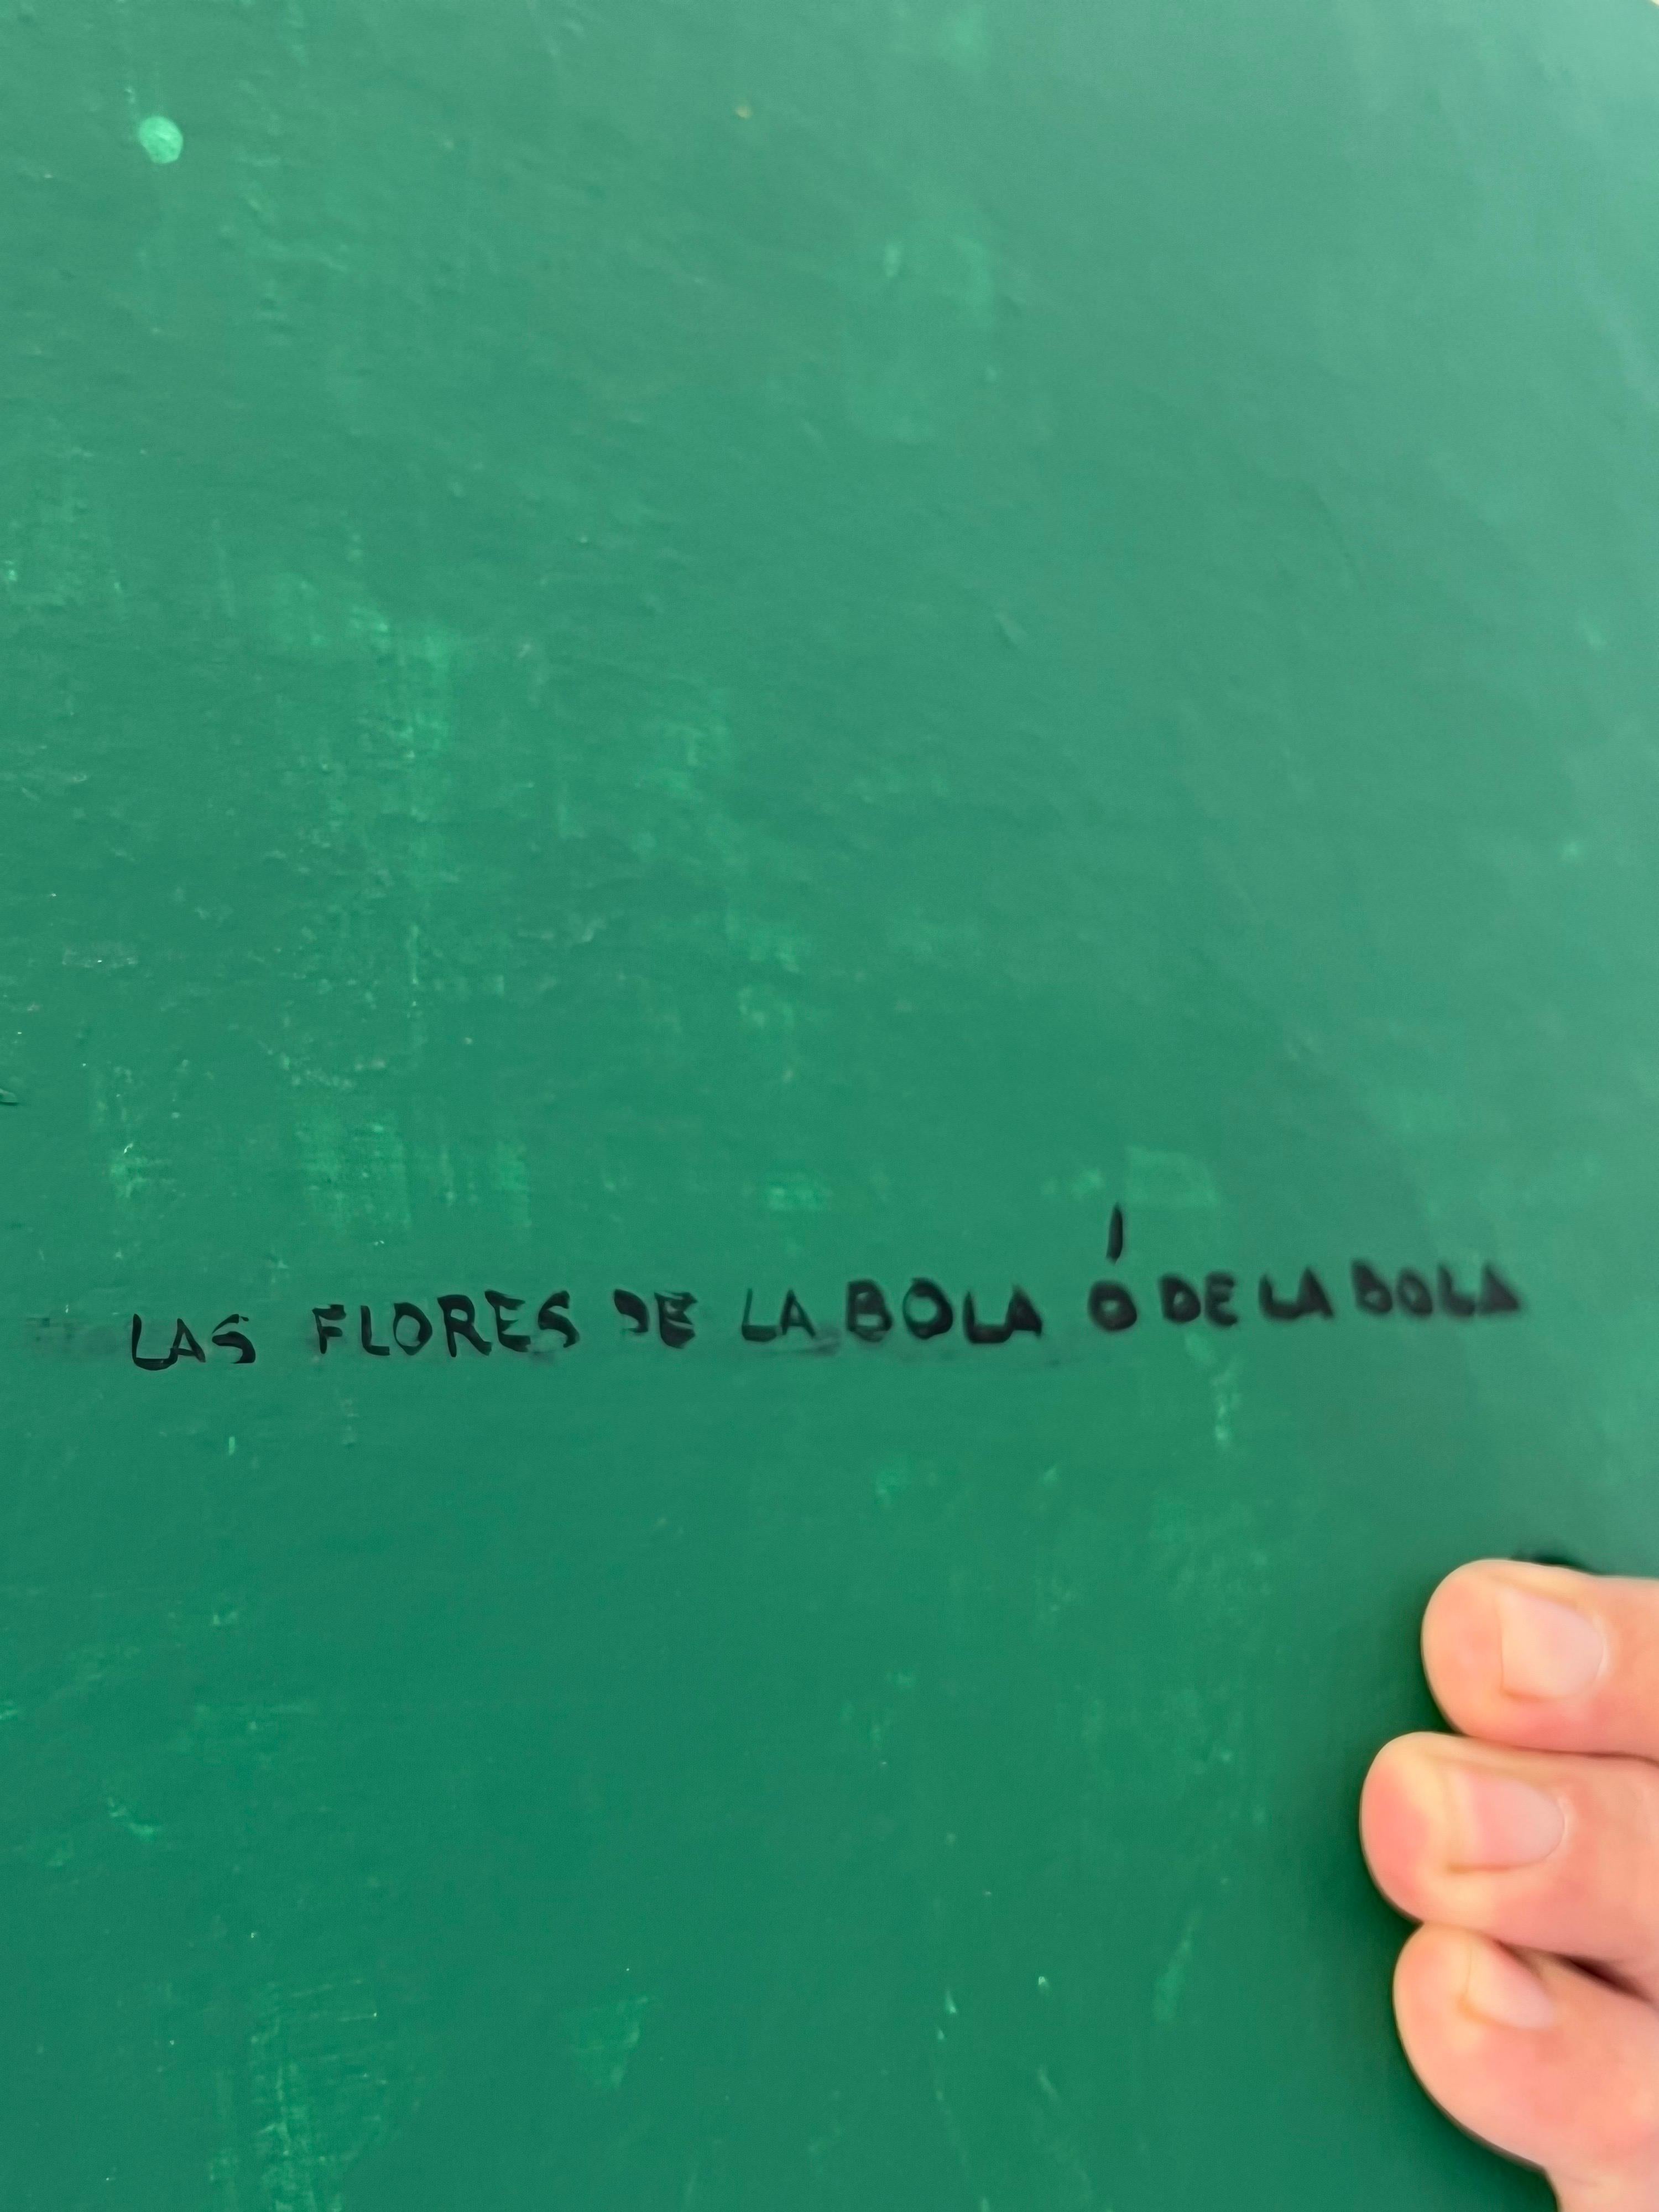 LAS FLORES DE LA BOLA Ó DE LA BOLA